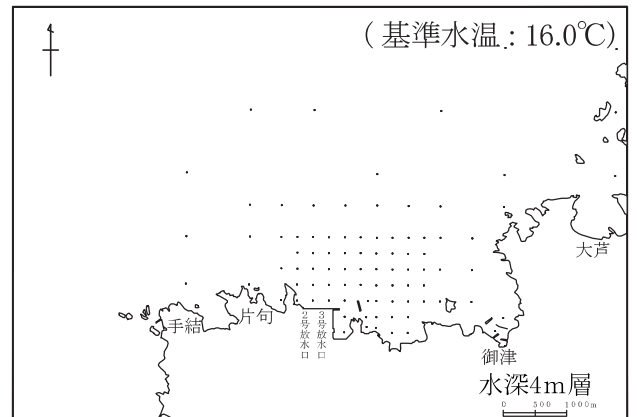 (基準水温：16.0℃)
大芦
手結
片句
2号放水口
3号放水口
御津
水深4m層
0 500 1000m